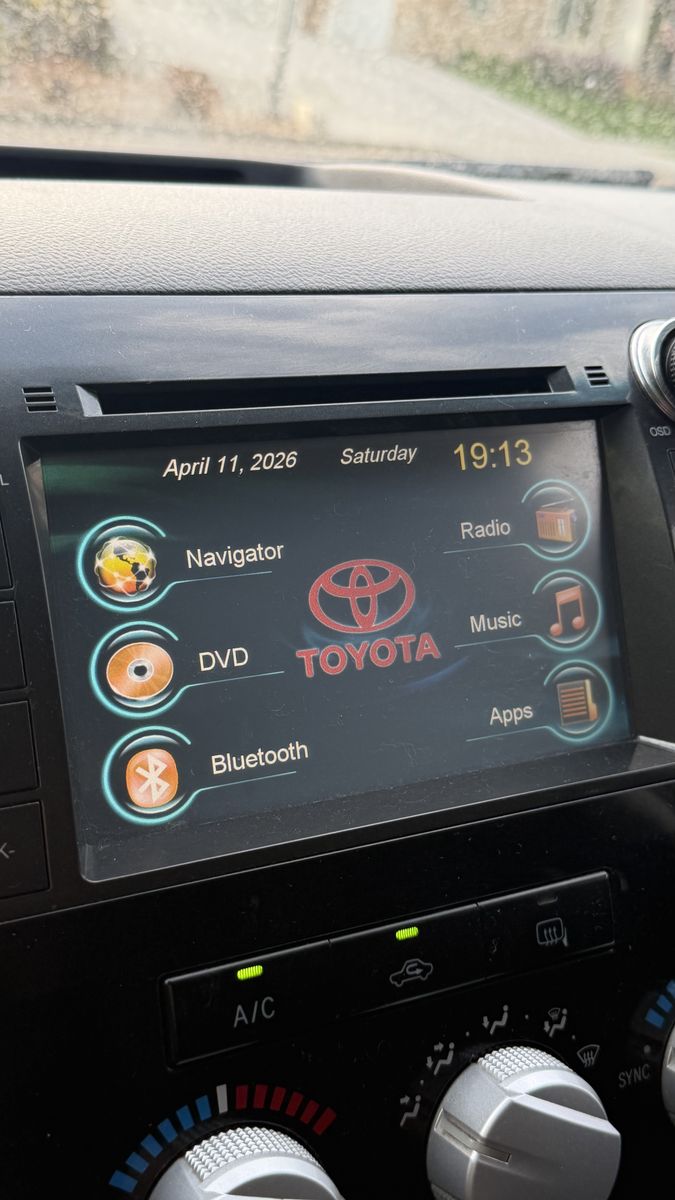 April 11, 2026 Saturday 19:13
OSD
L
Navigator
Radio
DVD
TOYOTA
Music
Bluetooth
Apps
K-
A/C
SYNC